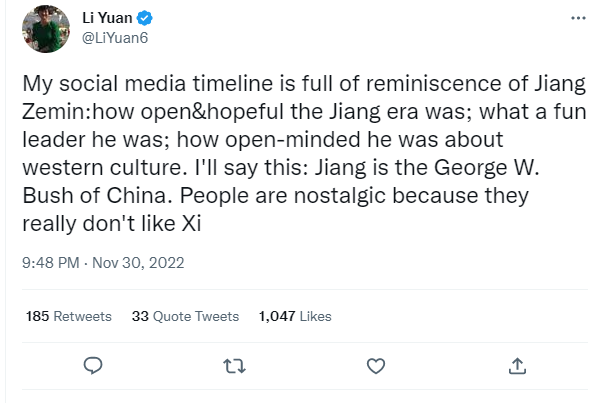 Li Yuan
@LiYuan6
My social media timeline is full of reminiscence of Jiang
Zemin:how open&hopeful the Jiang era was; what a fun
leader he was; how open-minded he was about
western culture. I'll say this: Jiang is the George W.
Bush of China. People are nostalgic because they
really don't like Xi
9:48 PM · Nov 30, 2022
185 Retweets 33 Quote Tweets 1,047 Likes